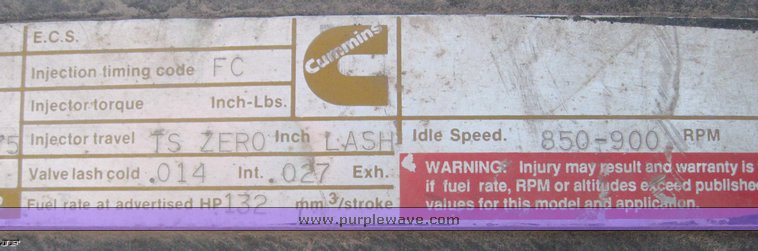 E.C.S.
Cummins
Injection timing code FC
Injector torque Inch-Lbs.
75 Injector travel TS ZERO Inch LASH Idle Speed. 850-900 RPM
Valve lash cold .014 Int. .027 Exh.
WARNING: Injury may result and warranty is
if fuel rate, RPM or altitudes exceed publishe
values for this model and application.
Fuel rate at advertised HP 132 mm3/stroke
www.purplewave.com